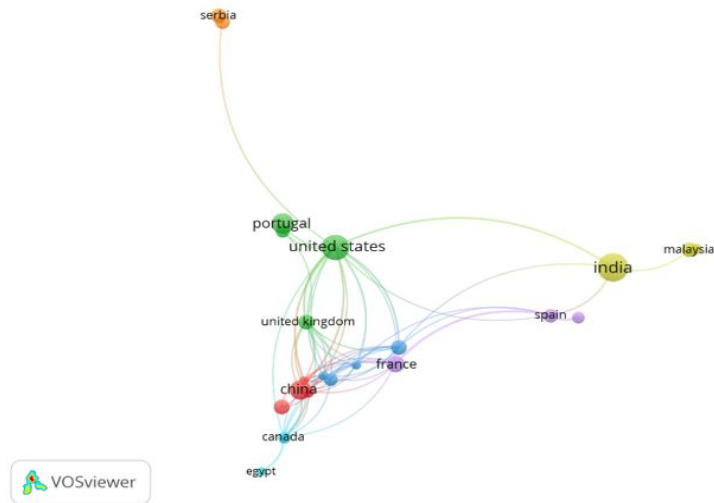 serbia
portugal
united states
malaysia
india
united kingdom
spain
france
china
canada
egypt
VOSviewer